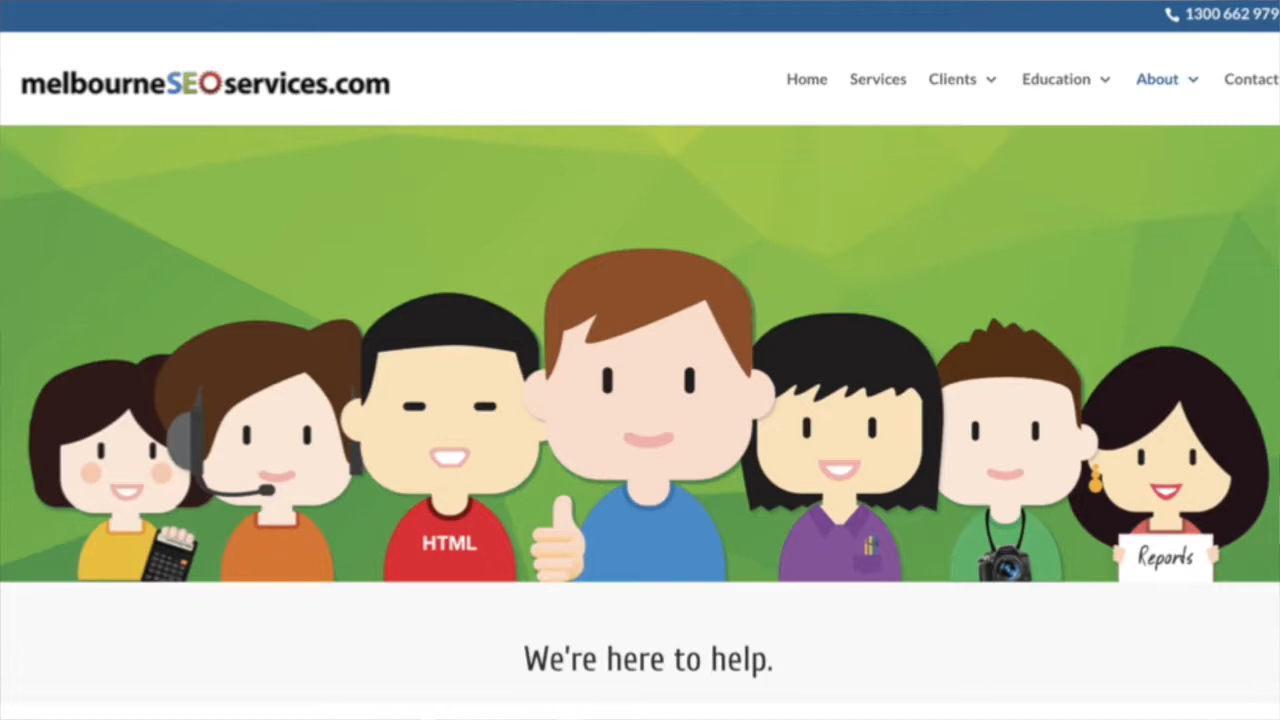 1300 662 979
melbourneSEOservices.com
Home Services Clients Education About Contact
HTML
Reports
We're here to help.